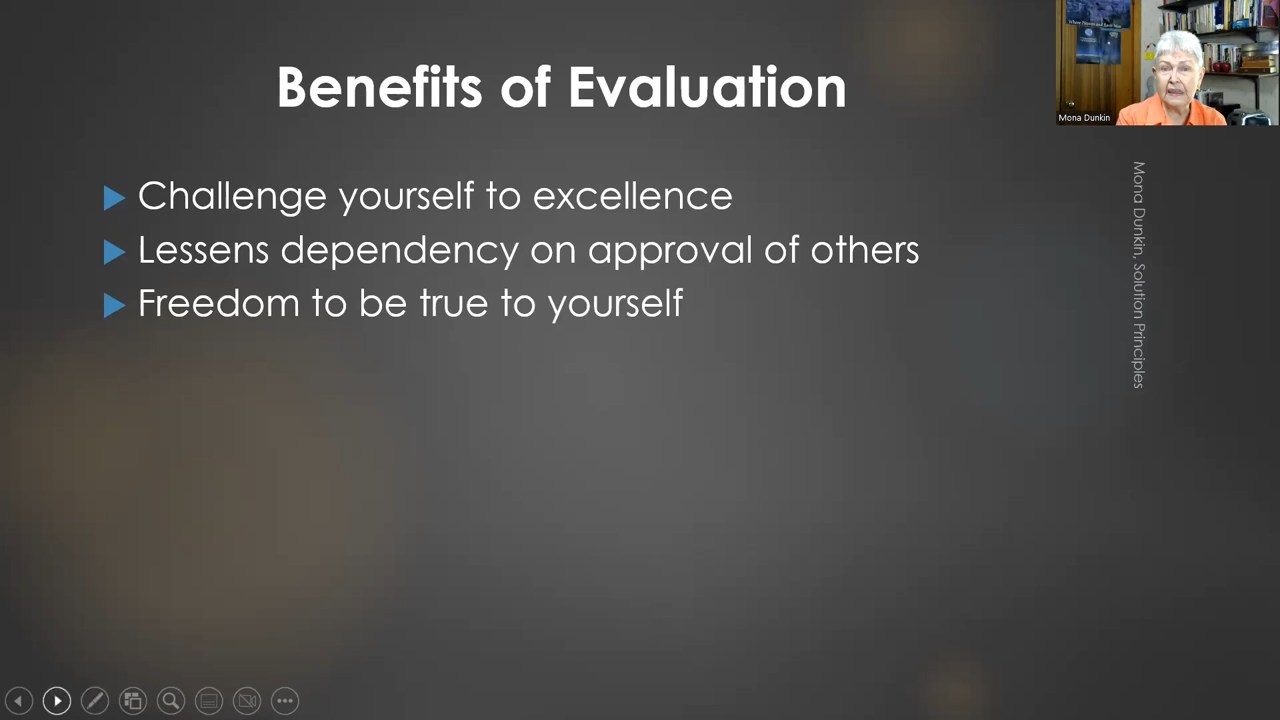 Benefits of Evaluation
Challenge yourself to excellence
Lessens dependency on approval of others
Freedom to be true to yourself
Mona Dunkin
Mona Dunkin, Solution Principles